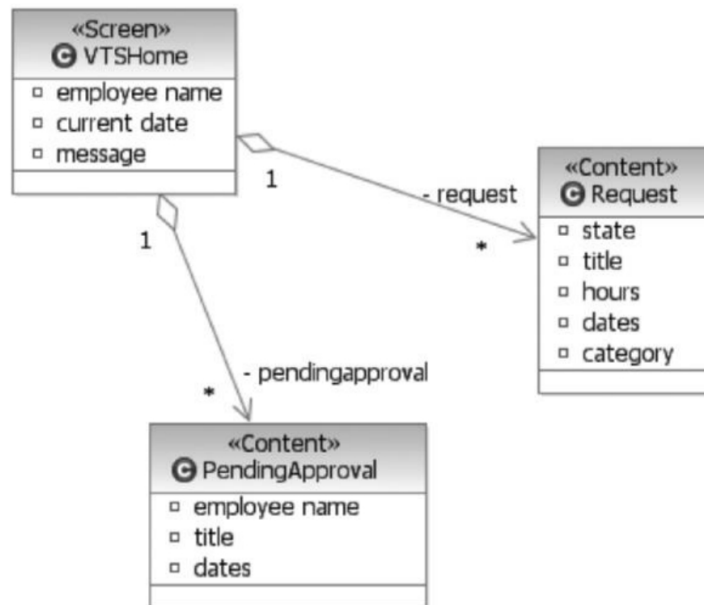 «Screen»
VTSHome
employee name
current date
message
1
- request
*
1
- pendingapproval
*
«Content»
Request
state
title
hours
dates
category
«Content»
PendingApproval
employee name
title
dates